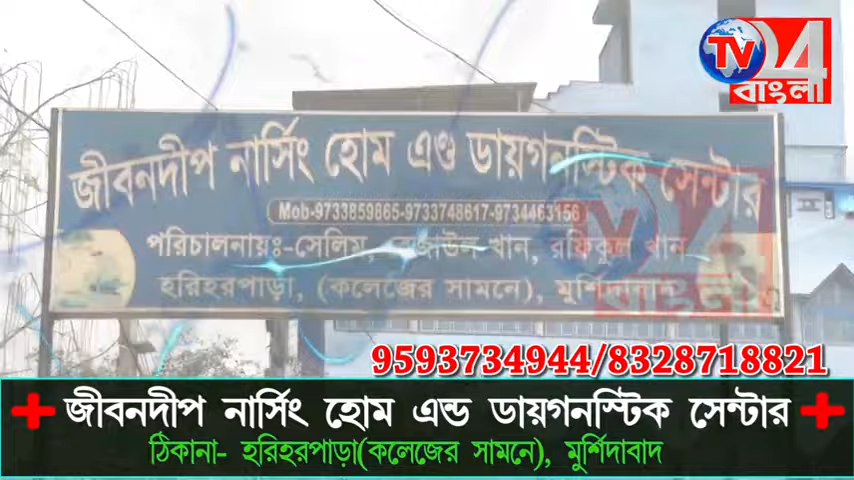 TV 24
বাংলা
জীবনদীপ নার্সিং হোম এণ্ড ডায়গনস্টিক সেন্টার
Mob-9733859865-9733748617-9734463156
পরিচালনায়ঃ-সেলিম, রেজাউল খান, রফিকুল খান
হরিহরপাড়া, (কলেজের সামনে), মুর্শিদাবাদ
9593734944/8328718821
জীবনদীপ নার্সিং হোম এন্ড ডায়গনস্টিক সেন্টার
ঠিকানা- হরিহরপাড়া(কলেজের সামনে), মুর্শিদাবাদ